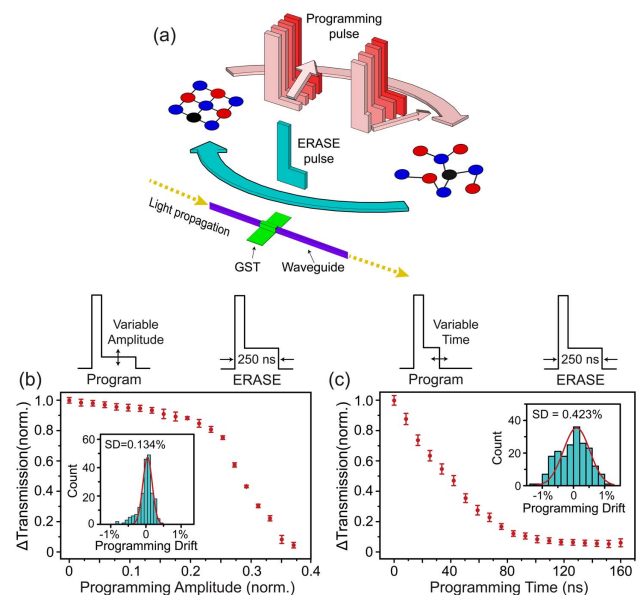 (a)
Programming
pulse
ERASE
pulse
Light propagation
GST
Waveguide
Variable
Amplitude
Program
250 ns
ERASE
Variable
Time
Program
250 ns
ERASE
(b)
ΔTransmission(norm.)
1.0
0.8
0.6
0.4
0.2
0
SD=0.134%
Count
60
40
20
0
-1% 0 1%
Programming Drift
0 0.1 0.2 0.3 0.4
Programming Amplitude (norm.)
(c)
ΔTransmission(norm.)
1.0
0.8
0.6
0.4
0.2
0
SD = 0.423%
Count
40
20
0
-1% 0 1%
Programming Drift
0 40 80 120 160
Programming Time (ns)